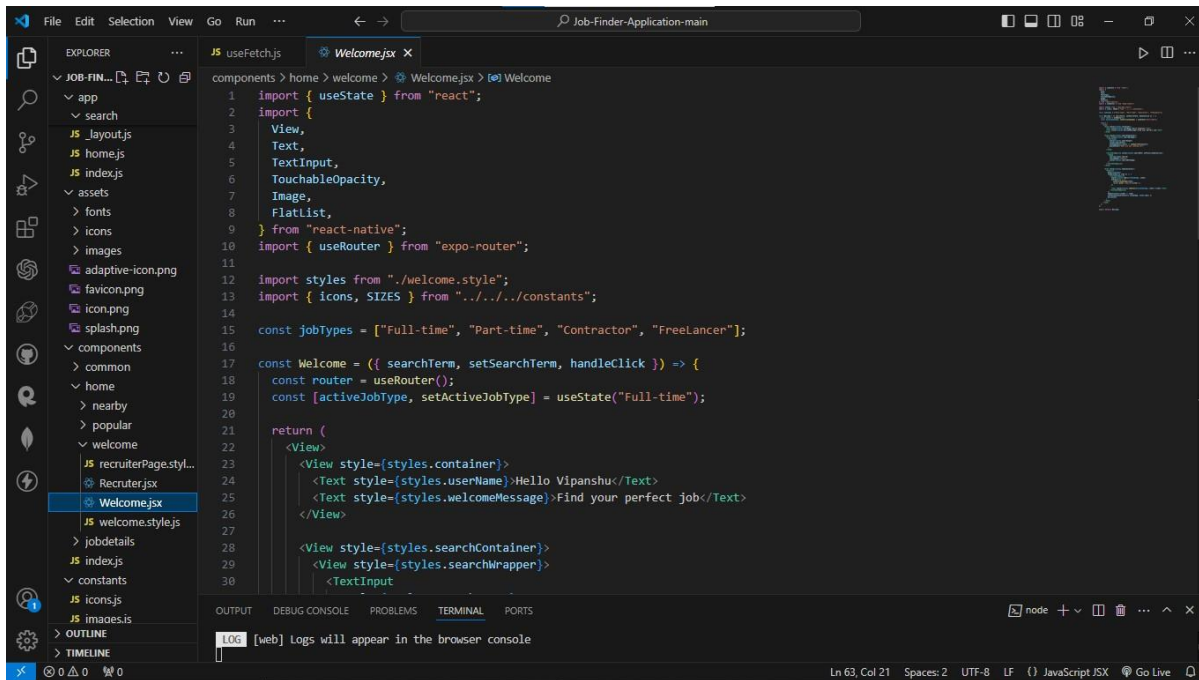 File Edit Selection View Go Run ··· Job-Finder-Application-main
EXPLORER ···
JOB-FIN...
app
search
JS _layout.js
JS home.js
JS index.js
assets
fonts
icons
images
adaptive-icon.png
favicon.png
icon.png
splash.png
components
common
home
nearby
popular
welcome
JS recruiterPage.styl...
Recruter.jsx
Welcome.jsx
JS welcome.style.js
jobdetails
JS index.js
constants
JS icons.js
JS images.js
OUTLINE
TIMELINE
JS useFetch.js Welcome.jsx
components > home > welcome > Welcome.jsx > Welcome
1 import { useState } from "react";
2 import {
3 View,
4 Text,
5 TextInput,
6 TouchableOpacity,
7 Image,
8 FlatList,
9 } from "react-native";
10 import { useRouter } from "expo-router";
11
12 import styles from "./welcome.style";
13 import { icons, SIZES } from "../../../constants";
14
15 const jobTypes = ["Full-time", "Part-time", "Contractor", "FreeLancer"];
16
17 const Welcome = ({ searchTerm, setSearchTerm, handleClick }) => {
18 const router = useRouter();
19 const [activeJobType, setActiveJobType] = useState("Full-time");
20
21 return (
22 <View>
23 <View style={styles.container}>
24 <Text style={styles.userName}>Hello Vipanshu</Text>
25 <Text style={styles.welcomeMessage}>Find your perfect job</Text>
26 </View>
27
28 <View style={styles.searchContainer}>
29 <View style={styles.searchWrapper}>
30 <TextInput
OUTPUT DEBUG CONSOLE PROBLEMS TERMINAL PORTS node
LOG [web] Logs will appear in the browser console
1
0 0 0 Ln 63, Col 21 Spaces: 2 UTF-8 LF {} JavaScript JSX Go Live